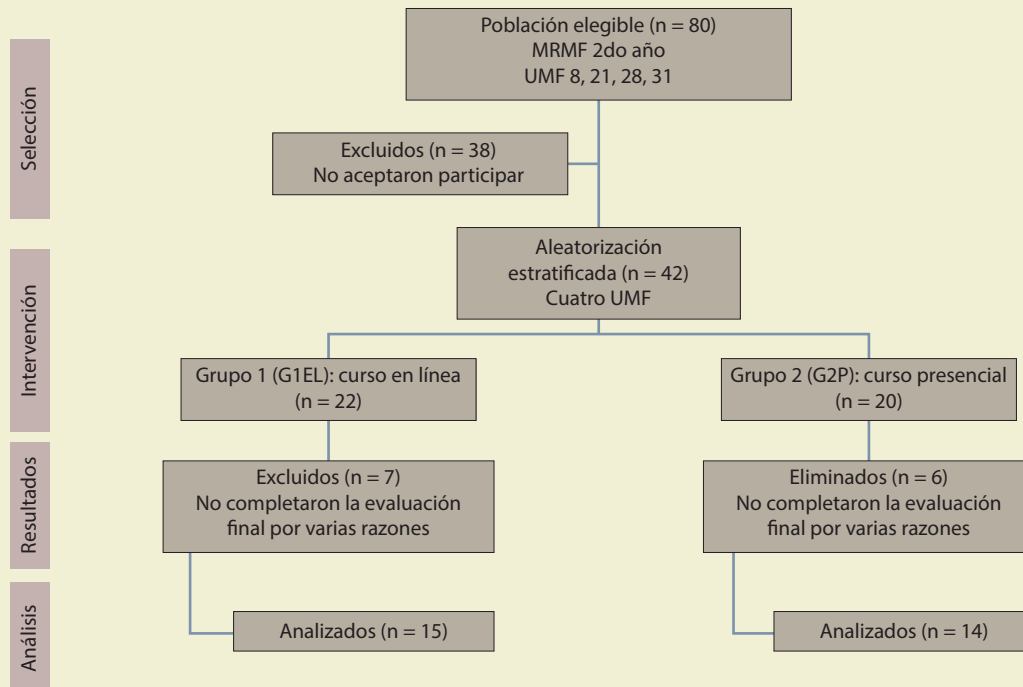 Selección
Población elegible (n = 80)
MRMF 2do año
UMF 8, 21, 28, 31
Excluidos (n = 38)
No aceptaron participar
Intervención
Aleatorización
estratificada (n = 42)
Cuatro UMF
Grupo 1 (G1EL): curso en línea
(n = 22)
Grupo 2 (G2P): curso presencial
(n = 20)
Resultados
Excluidos (n = 7)
No completaron la evaluación
final por varias razones
Eliminados (n = 6)
No completaron la evaluación
final por varias razones
Análisis
Analizados (n = 15)
Analizados (n = 14)